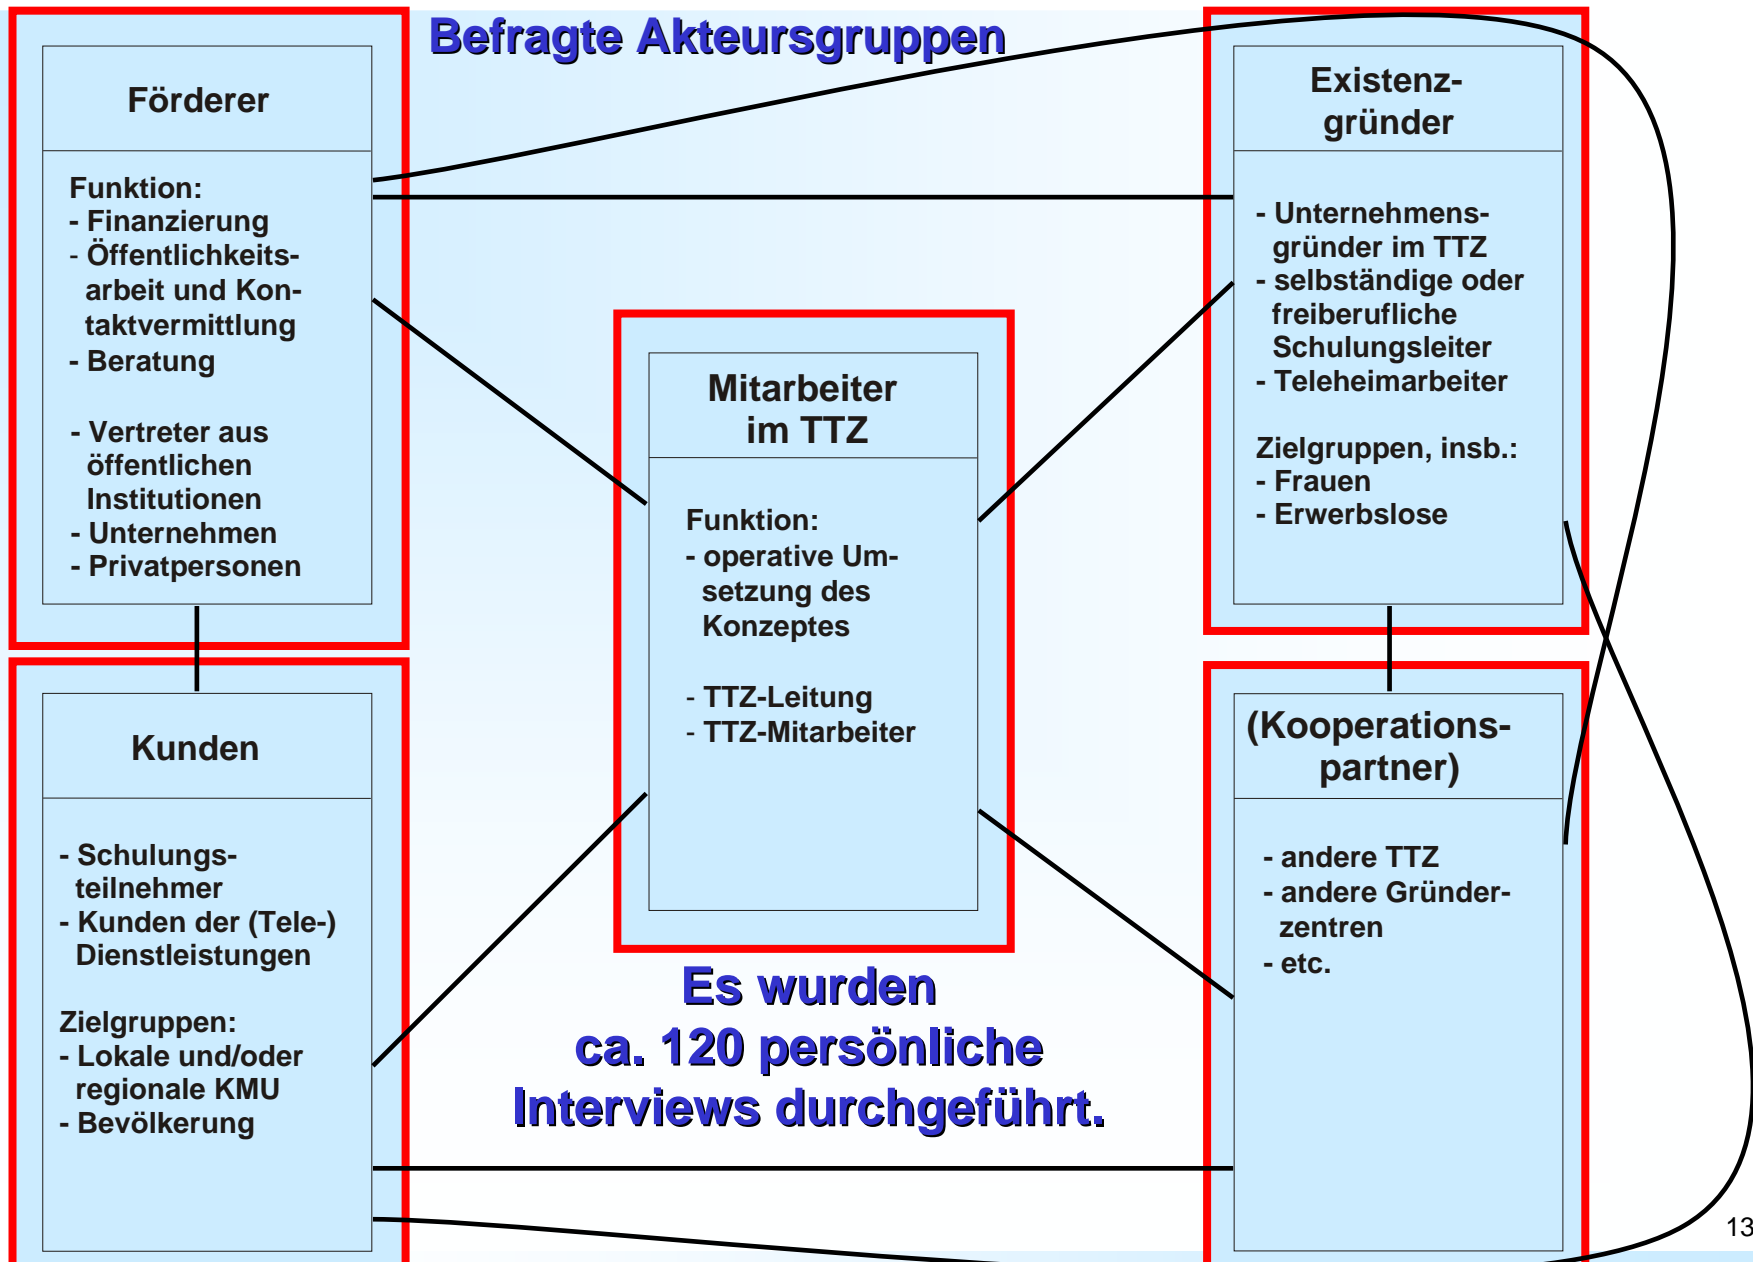 Befragte Akteursgruppen
Förderer
Funktion:
- Finanzierung
- Öffentlichkeits-
arbeit und Kon-
taktvermittlung
- Beratung
- Vertreter aus
öffentlichen
Institutionen
- Unternehmen
- Privatpersonen
Existenz-
gründer
- Unternehmens-
gründer im TTZ
- selbständige oder
freiberufliche
Schulungsleiter
- Teleheimarbeiter
Zielgruppen, insb.:
- Frauen
- Erwerbslose
Mitarbeiter
im TTZ
Funktion:
- operative Um-
setzung des
Konzeptes
- TTZ-Leitung
- TTZ-Mitarbeiter
Kunden
- Schulungs-
teilnehmer
- Kunden der (Tele-)
Dienstleistungen
Zielgruppen:
- Lokale und/oder
regionale KMU
- Bevölkerung
(Kooperations-
partner)
- andere TTZ
- andere Gründer-
zentren
- etc.
Es wurden
ca. 120 persönliche
Interviews durchgeführt.
13